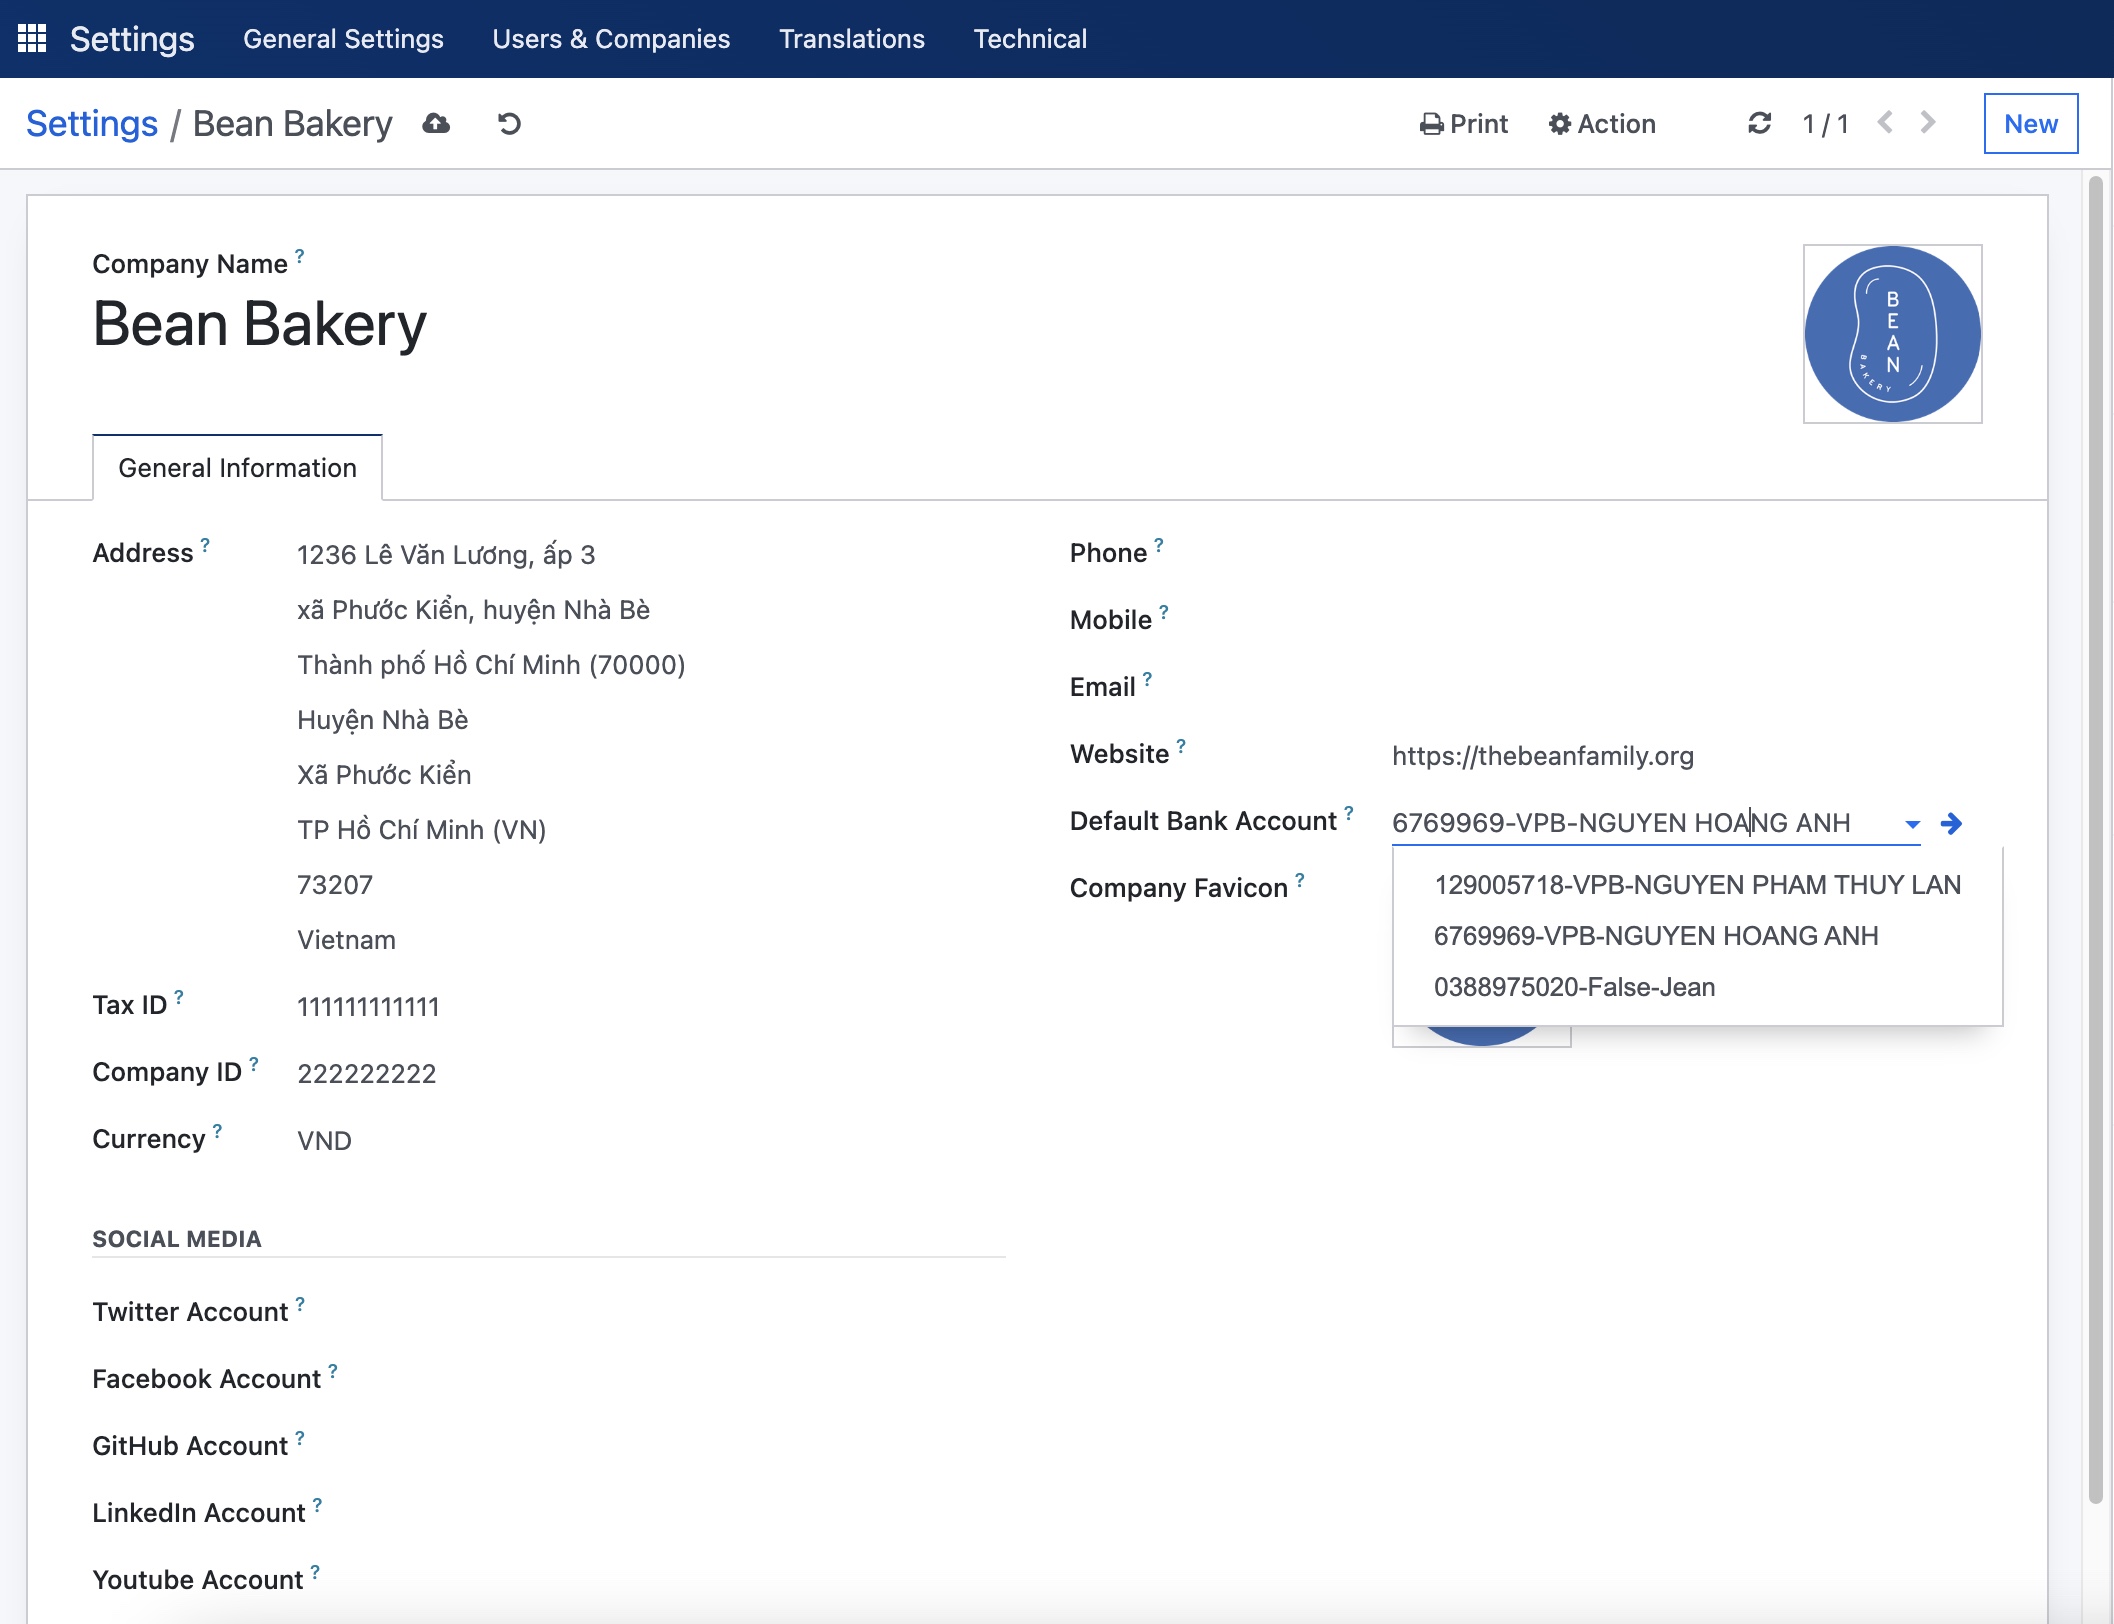 Settings General Settings Users & Companies Translations Technical
Settings / Bean Bakery Print Action 1 / 1 New
Company Name ?
Bean Bakery
BEAN
BAKERY
General Information
Address ? 1236 Lê Văn Lương, ấp 3
xã Phước Kiển, huyện Nhà Bè
Thành phố Hồ Chí Minh (70000)
Huyện Nhà Bè
Xã Phước Kiển
TP Hồ Chí Minh (VN)
73207
Vietnam
Tax ID ? 111111111111
Company ID ? 222222222
Currency ? VND
Phone ?
Mobile ?
Email ?
Website ? https://thebeanfamily.org
Default Bank Account ? 6769969-VPB-NGUYEN HOANG ANH
129005718-VPB-NGUYEN PHAM THUY LAN
6769969-VPB-NGUYEN HOANG ANH
0388975020-False-Jean
Company Favicon ?
SOCIAL MEDIA
Twitter Account ?
Facebook Account ?
GitHub Account ?
LinkedIn Account ?
Youtube Account ?